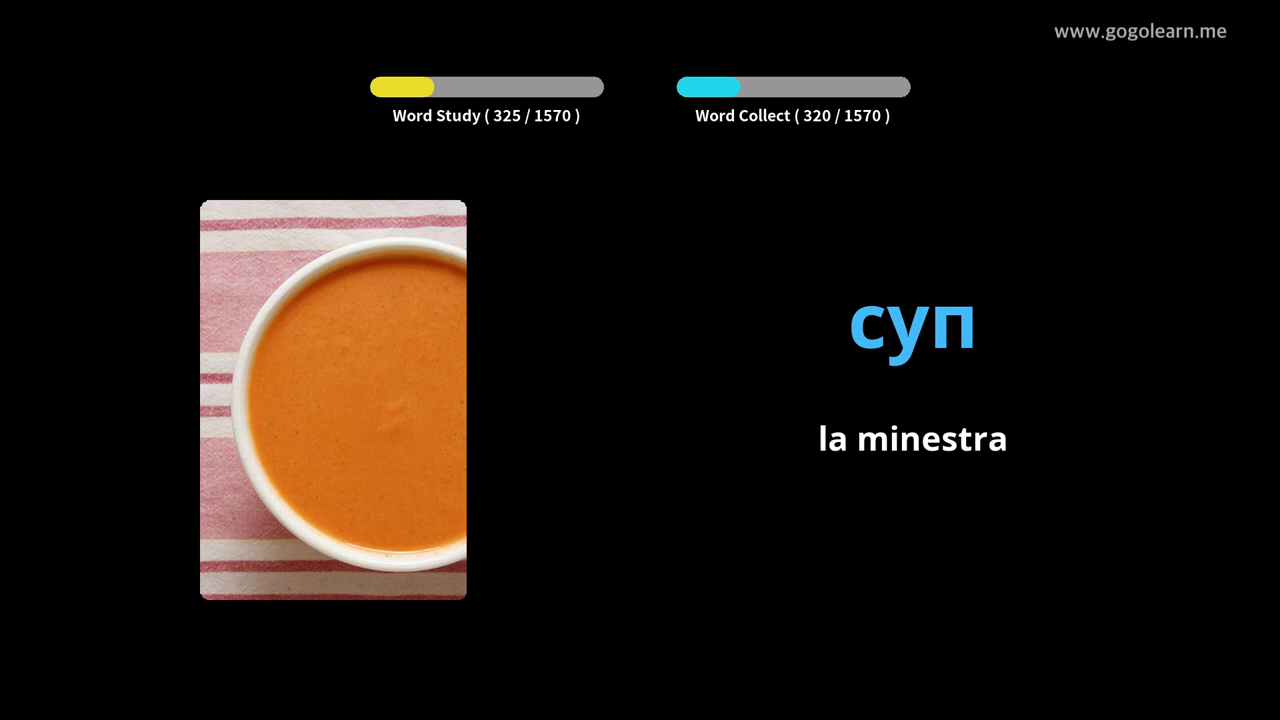 www.gogolearn.me
Word Study ( 325 / 1570 )
Word Collect ( 320 / 1570 )
суп
la minestra